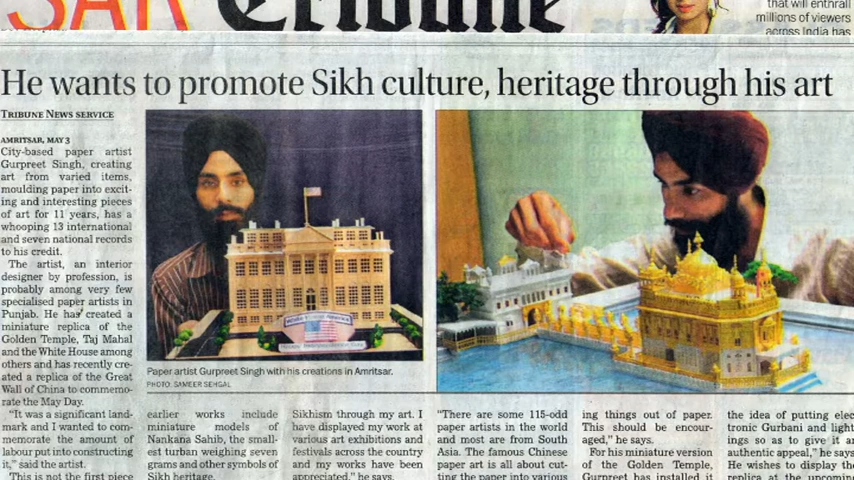 SAR Tribune
that will enthrall
millions of viewers
across India has
He wants to promote Sikh culture, heritage through his art
TRIBUNE NEWS SERVICE
AMRITSAR, MAY 3
City-based paper artist
Gurpreet Singh, creating
art from varied items,
moulding paper into excit-
ing and interesting pieces
of art for 11 years, has a
whooping 13 international
and seven national records
to his credit.
The artist, an interior
designer by profession, is
probably among very few
specialised paper artists in
Punjab. He has created a
miniature replica of the
Golden Temple, Taj Mahal
and the White House among
others and has recently cre-
ated a replica of the Great
Wall of China to commemo-
rate the May Day.
"It was a significant land-
mark and I wanted to com-
memorate the amount of
labour put into constructing
it," said the artist.
"This is not the first piece
Paper artist Gurpreet Singh with his creations in Amritsar.
PHOTO: SAMEER SEHGAL
earlier works include
miniature models of
Nankana Sahib, the small-
est turban weighing seven
grams and other symbols of
Sikh heritage.
Sikhism through my art. I
have displayed my work at
various art exhibitions and
festivals across the country
and my works have been
appreciated," he says.
"There are some 115-odd
paper artists in the world
and most are from South
Asia. The famous Chinese
paper art is all about cut-
ting the paper into various
ing things out of paper.
This should be encour-
aged," he says.
For his miniature version
of the Golden Temple,
Gurpreet has installed it
the idea of putting elec
tronic Gurbani and light
ings so as to give it an
authentic appeal," he says
He wishes to display the
replica at the upcoming